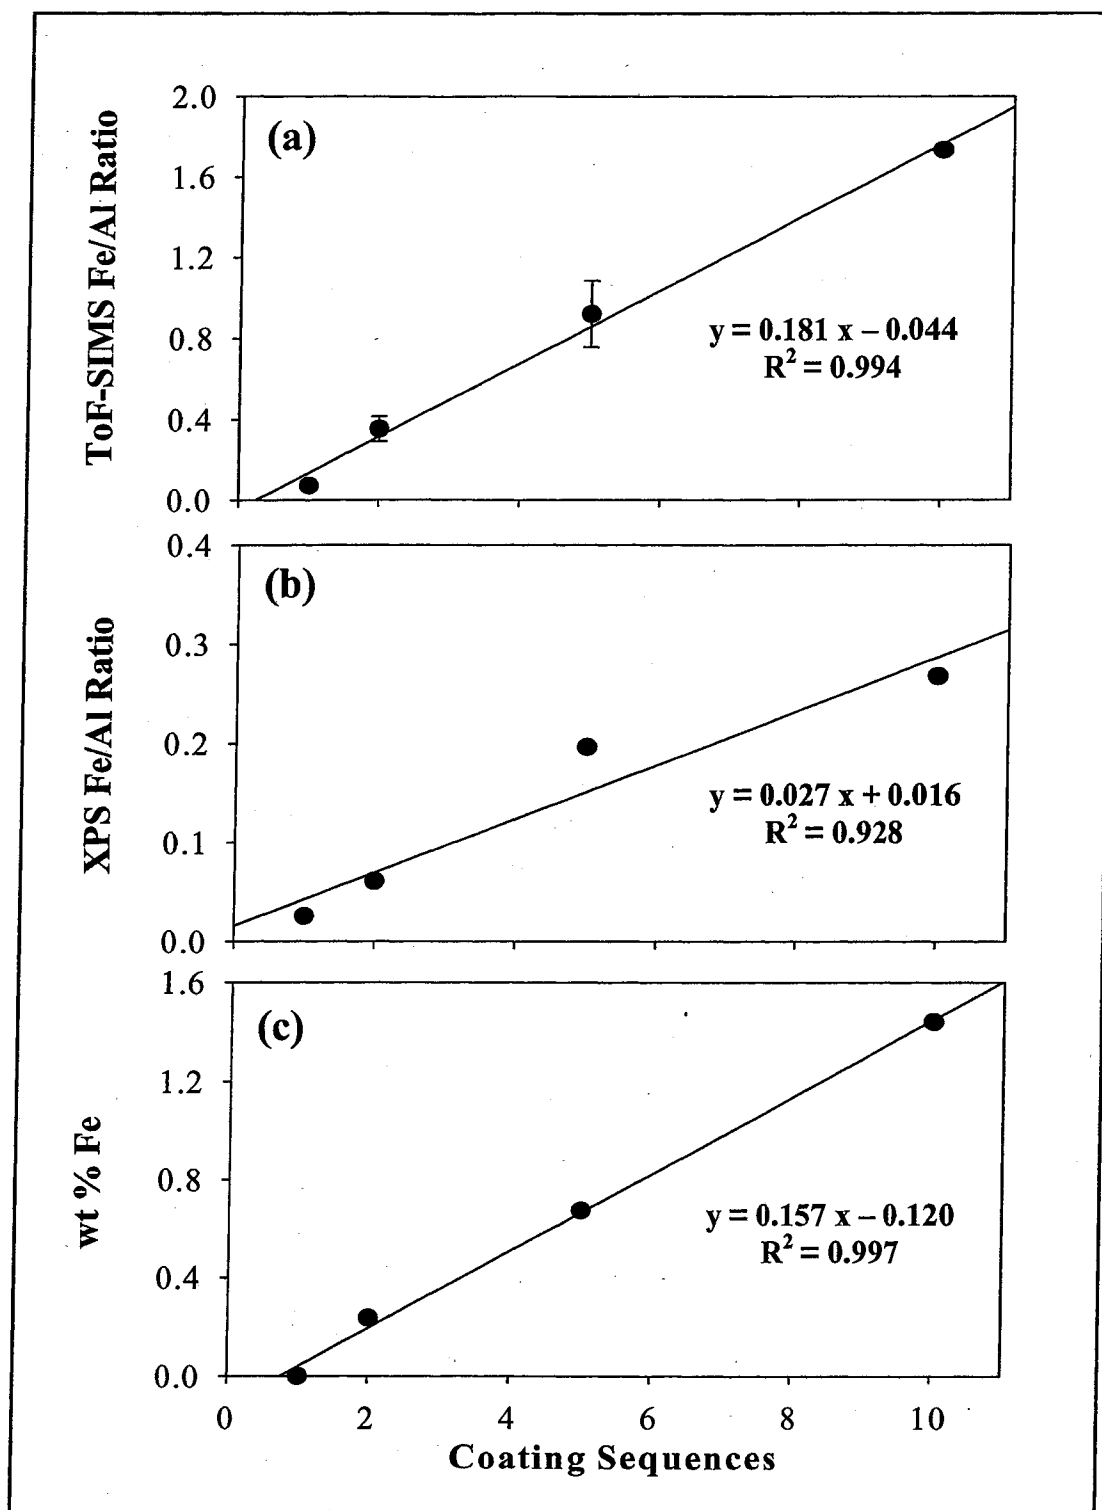 2.0
(a)
1.6
1.2
0.8
0.4
0.0
ToF-SIMS Fe/Al Ratio
y = 0.181 x – 0.044
R² = 0.994
0.4
(b)
0.3
0.2
0.1
0.0
XPS Fe/Al Ratio
y = 0.027 x + 0.016
R² = 0.928
1.6
(c)
1.2
0.8
0.4
0.0
wt % Fe
y = 0.157 x – 0.120
R² = 0.997
0 2 4 6 8 10
Coating Sequences